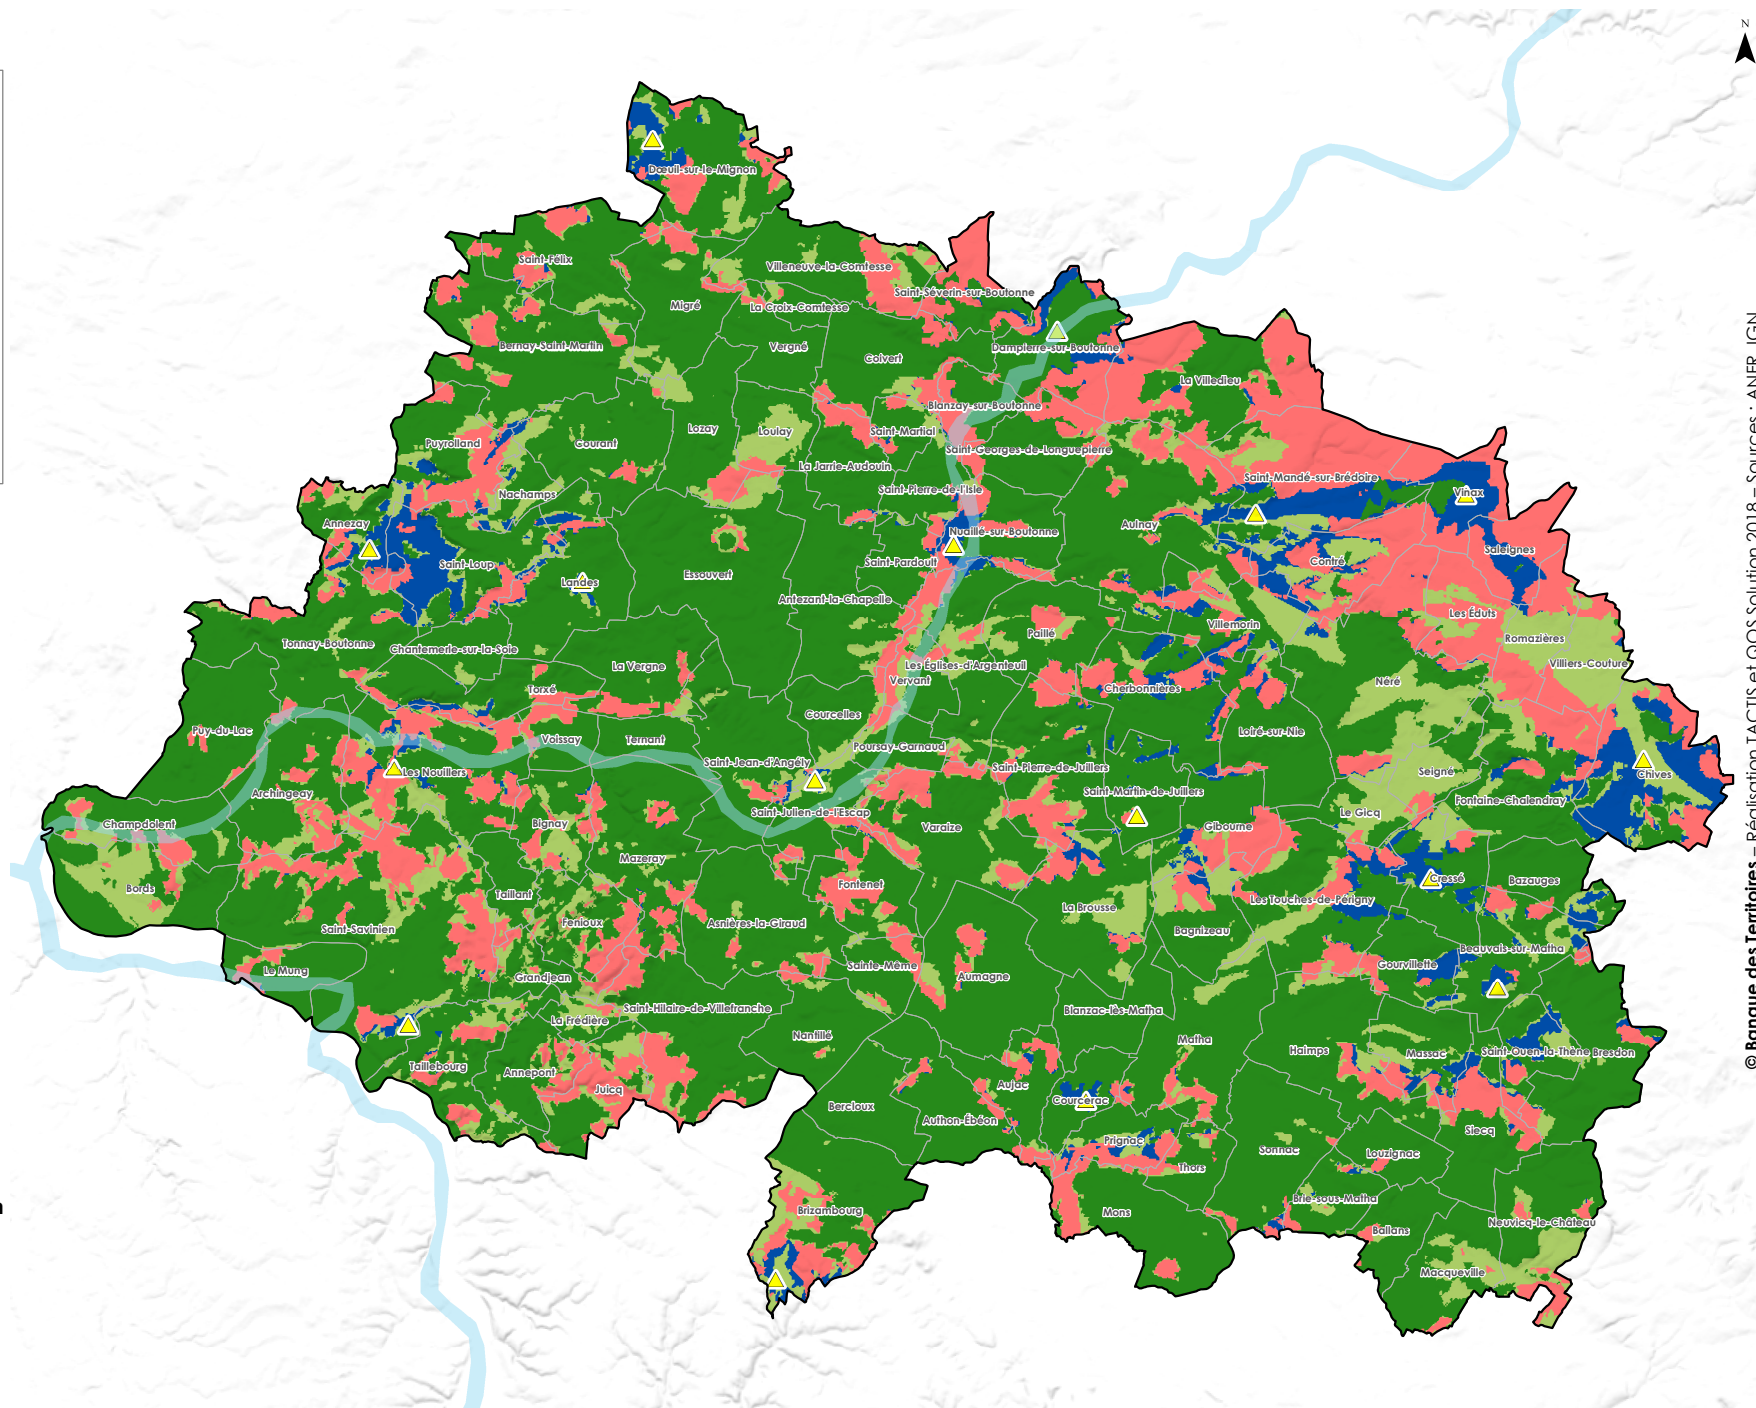 N
Dœuil-sur-le-Mignon
Saint-Félix
Villeneuve-la-Comtesse
Saint-Séverin-sur-Boutonne
Migré
La Croix-Comtesse
Bernay-Saint-Martin
Vergné
Coivert
Dampierre-sur-Boutonne
La Villedieu
Blanzay-sur-Boutonne
Puyrolland
Courant
Lozay
Loulay
Saint-Martial
Saint-Georges-de-Longuepierre
La Jarrie-Audouin
Saint-Mandé-sur-Brédoire
Nachamps
Saint-Pierre-de-l'Isle
Vinax
Annezay
Aulnay
Nuaillé-sur-Boutonne
Saleignes
Saint-Loup
Saint-Pardoult
Contré
Landes
Essouvert
Antezant-la-Chapelle
Les Éduts
Villemorin
Paillé
Romazières
Tonnay-Boutonne
Chantemerle-sur-la-Soie
La Vergne
Les Églises-d'Argenteuil
Villiers-Couture
Vervant
Néré
Torxé
Cherbonnières
Courcelles
Puy-du-Lac
Voissay
Ternant
Loiré-sur-Nie
Poursay-Garnaud
Saint-Jean-d'Angély
Saint-Pierre-de-Juillers
Les Nouillers
Seigné
Chives
Archingeay
Saint-Martin-de-Juillers
Fontaine-Chalendray
Saint-Julien-de-l'Escap
Le Gicq
Champdolent
Bignay
Varaize
Gibourne
Mazeray
Bords
Taillant
Fontenet
Cressé
Bazauges
Les Touches-de-Périgny
La Brousse
Saint-Savinien
Fenioux
Asnières-la-Giraud
Bagnizeau
Beauvais-sur-Matha
Le Mung
Grandjean
Sainte-Même
Aumagne
Gourvillette
Saint-Hilaire-de-Villefranche
La Frédière
Blanzac-lès-Matha
Nantillé
Matha
Haimps
Massac
Saint-Ouen-la-Thène
Bresdon
Taillebourg
Annepont
Juicq
Aujac
Courcerac
Bercloux
Authon-Ébéon
Siecq
Prignac
Sonnac
Louzignac
Thors
Brie-sous-Matha
Brizambourg
Mons
Ballans
Neuvicq-le-Château
Macqueville
© Banque des Territoires – Réalisation TACTIS et QOS Solution 2018 – Sources : ANFR, IGN